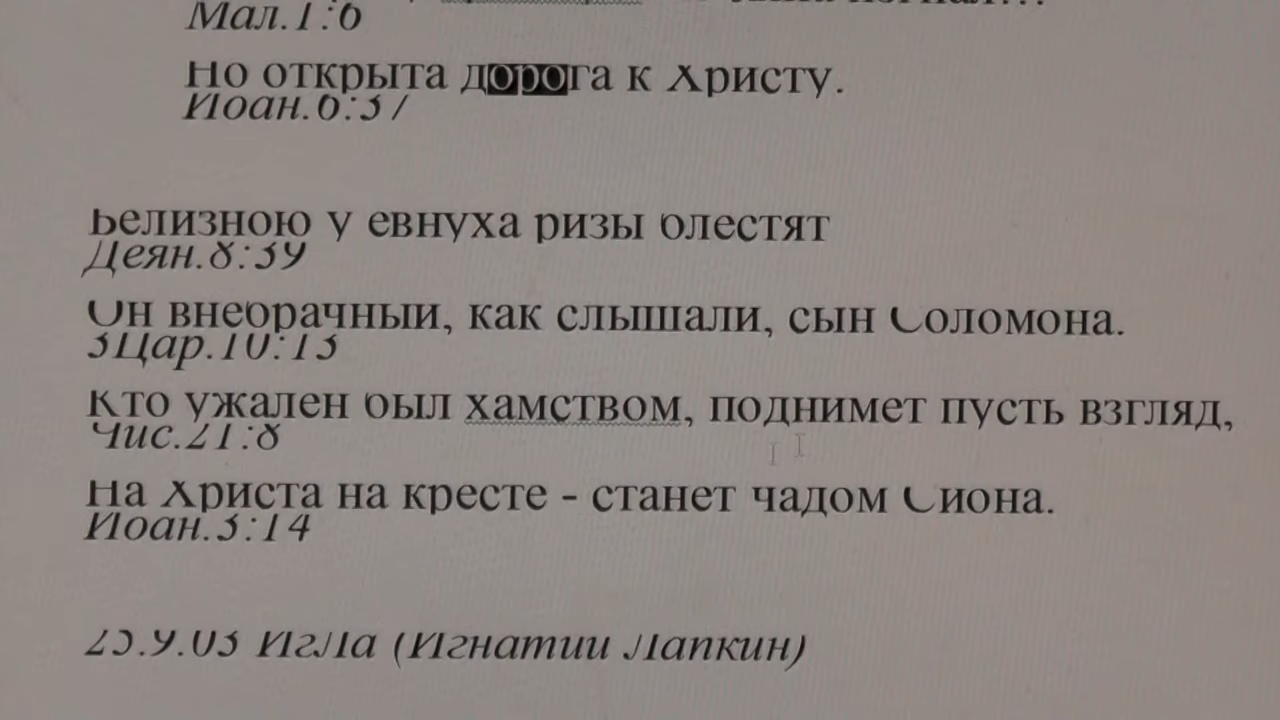 Мал.1:6
Но открыта дорога к Христу.
Иоан.6:37
Белизною у евнуха ризы блестят
Деян.8:39
Он внебрачный, как слышали, сын Соломона.
3Цар.10:13
Кто ужален был хамством, поднимет пусть взгляд,
Чис.21:8
На Христа на кресте - станет чадом Сиона.
Иоан.3:14
25.9.03 ИгЛа (Игнатий Лапкин)